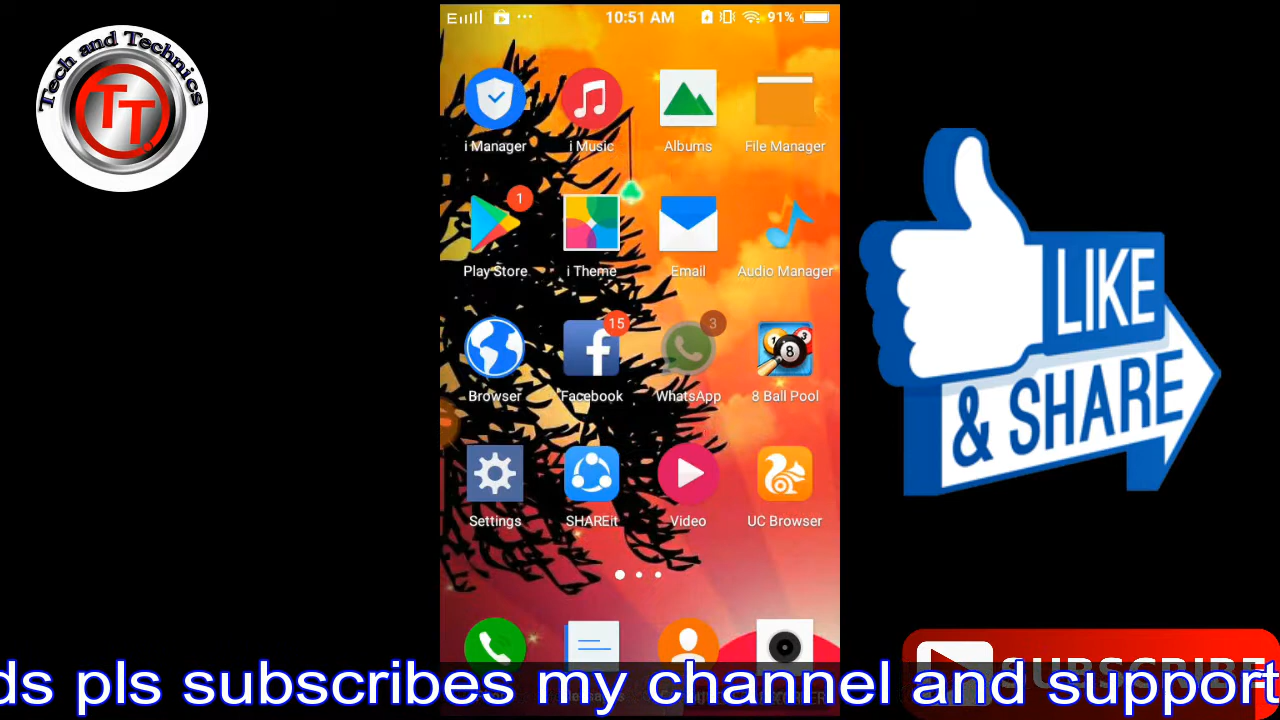 Tech and Technics
TT
10:51 AM 91%
i Manager i Music Albums File Manager
1
Play Store i Theme Email Audio Manager
15 3
Browser Facebook WhatsApp 8 Ball Pool
Settings SHAREit Video UC Browser
LIKE
& SHARE
SUBSCRIBE
ds pls subscribes my channel and support